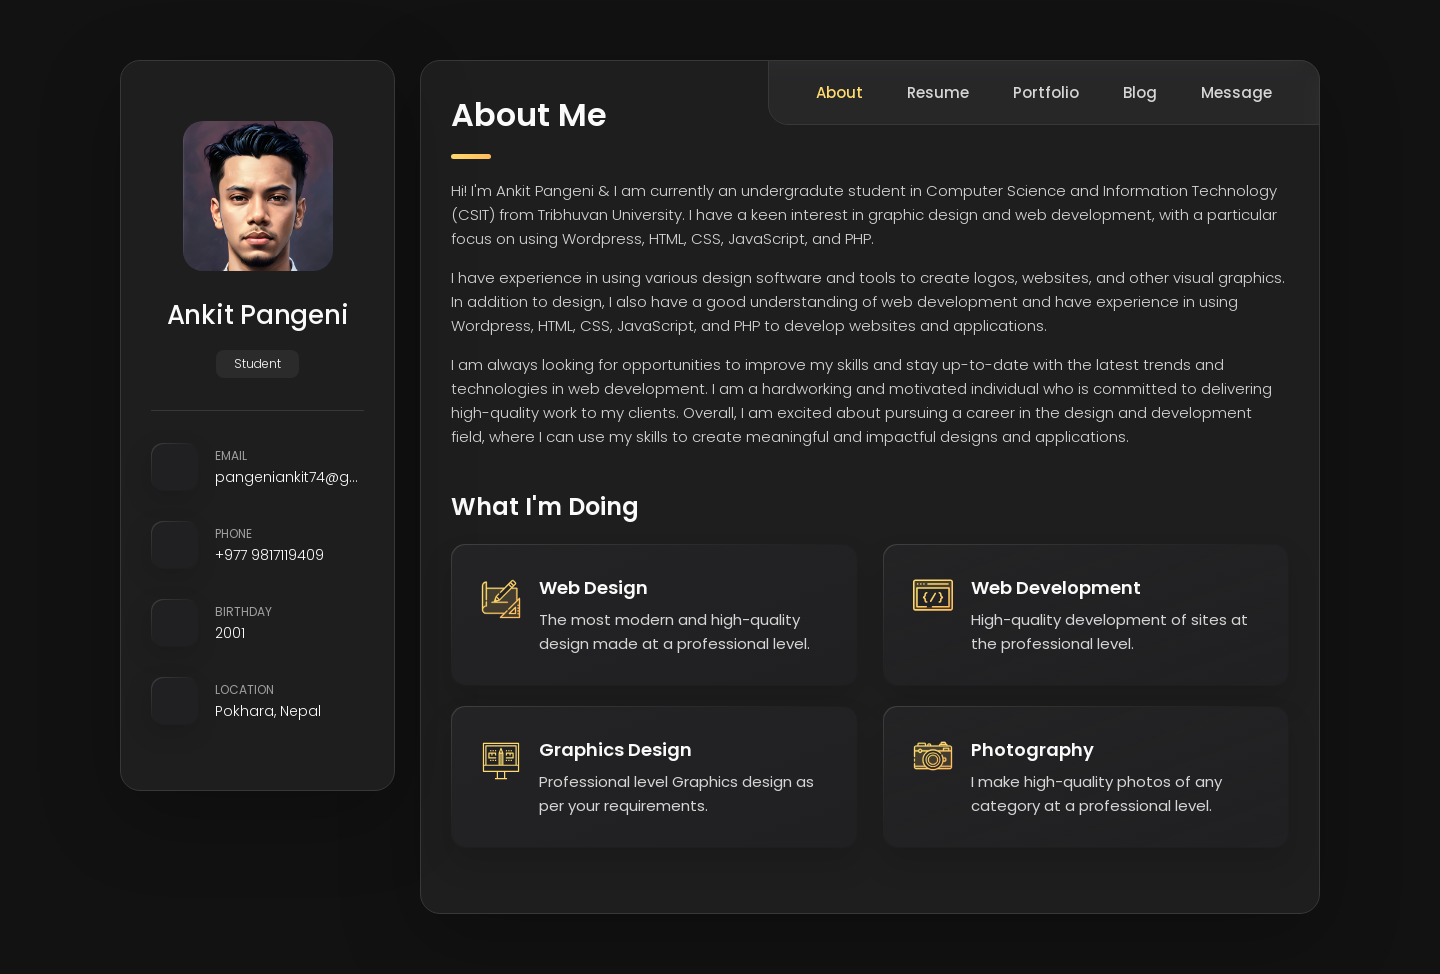 Ankit Pangeni
Student
EMAIL
pangeniankit74@g...
PHONE
+977 9817119409
BIRTHDAY
2001
LOCATION
Pokhara, Nepal
About Resume Portfolio Blog Message
About Me
Hi! I'm Ankit Pangeni & I am currently an undergradute student in Computer Science and Information Technology
(CSIT) from Tribhuvan University. I have a keen interest in graphic design and web development, with a particular
focus on using Wordpress, HTML, CSS, JavaScript, and PHP.
I have experience in using various design software and tools to create logos, websites, and other visual graphics.
In addition to design, I also have a good understanding of web development and have experience in using
Wordpress, HTML, CSS, JavaScript, and PHP to develop websites and applications.
I am always looking for opportunities to improve my skills and stay up-to-date with the latest trends and
technologies in web development. I am a hardworking and motivated individual who is committed to delivering
high-quality work to my clients. Overall, I am excited about pursuing a career in the design and development
field, where I can use my skills to create meaningful and impactful designs and applications.
What I'm Doing
Web Design
The most modern and high-quality
design made at a professional level.
Web Development
High-quality development of sites at
the professional level.
Graphics Design
Professional level Graphics design as
per your requirements.
Photography
I make high-quality photos of any
category at a professional level.